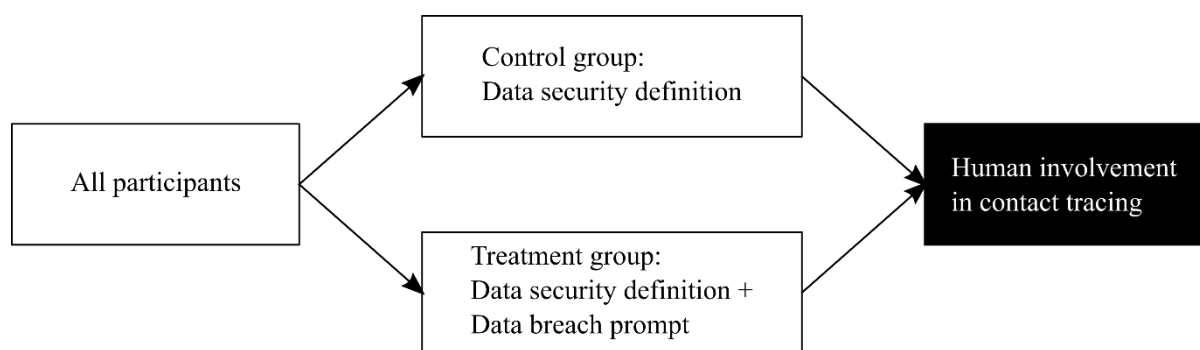 All participants
Control group:
Data security definition
Treatment group:
Data security definition +
Data breach prompt
Human involvement
in contact tracing